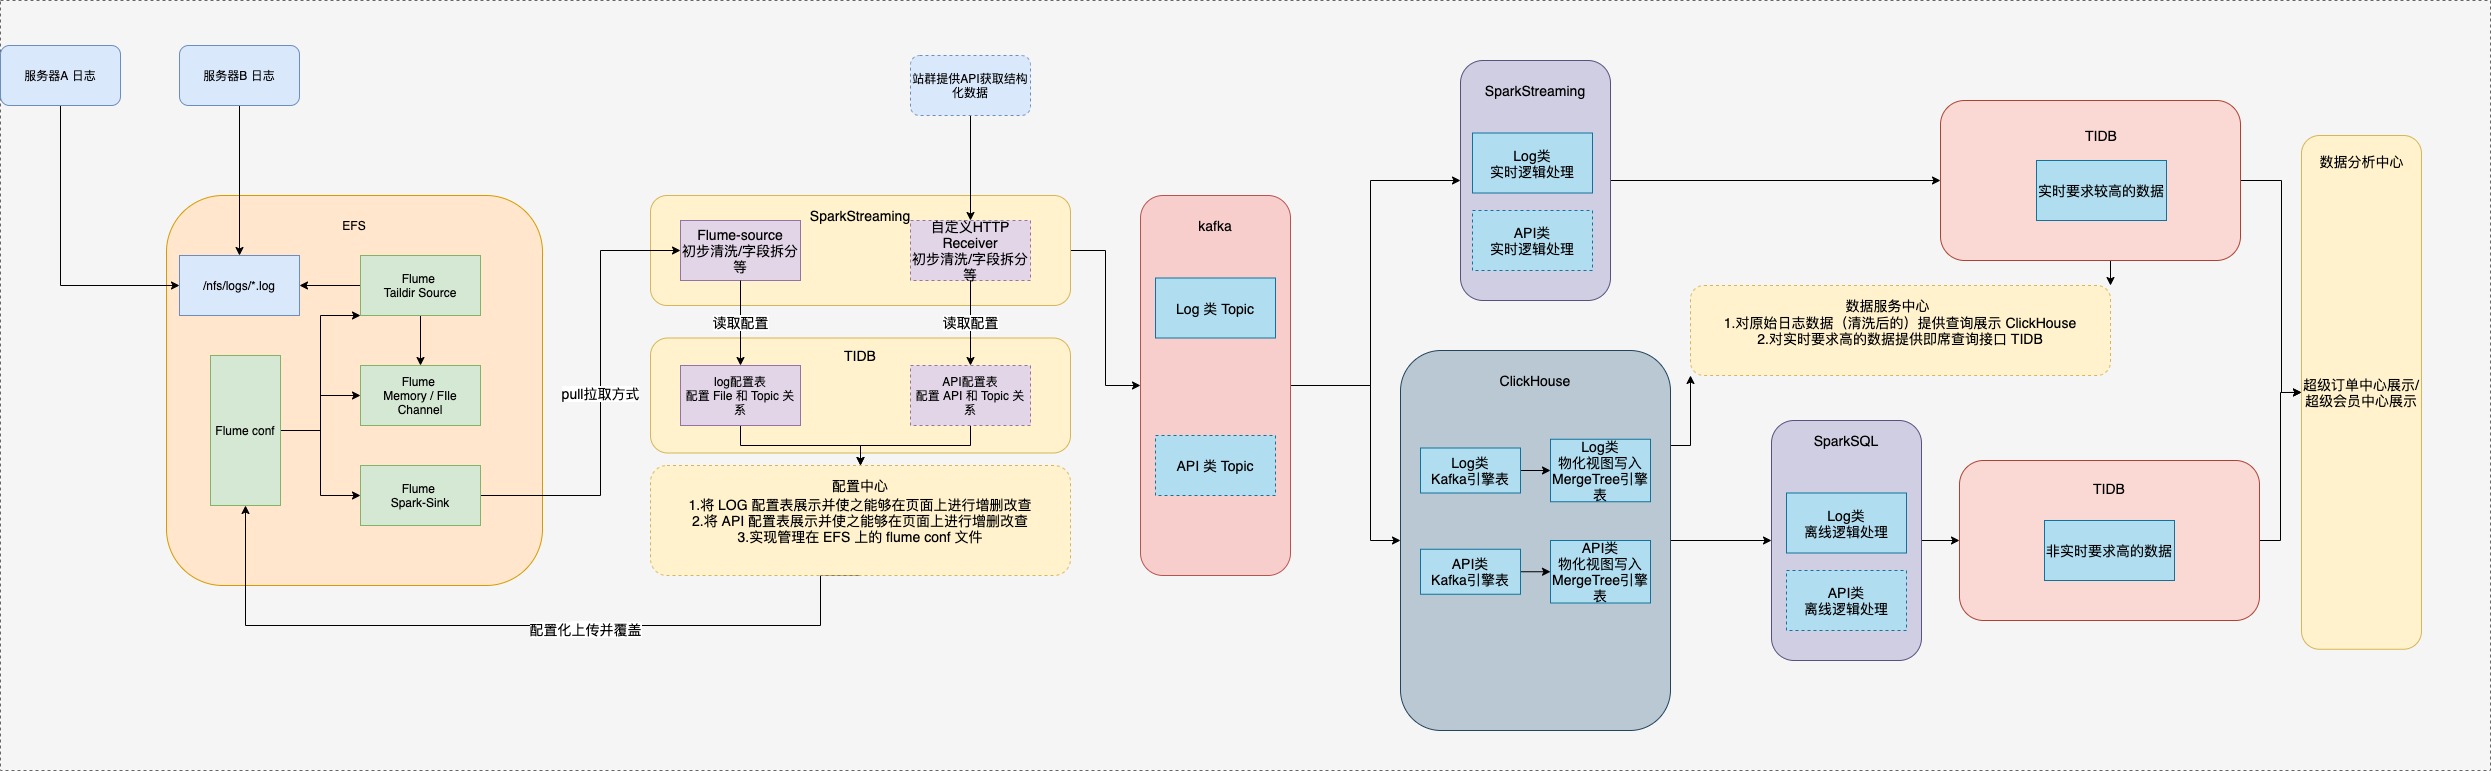 服务器A 日志
服务器B 日志
站群提供API获取结构
化数据
EFS
/nfs/logs/*.log
Flume
Taildir Source
Flume
Memory / FIle
Channel
Flume conf
Flume
Spark-Sink
pull拉取方式
SparkStreaming
Flume-source
初步清洗/字段拆分
等
自定义HTTP
Receiver
初步清洗/字段拆分
等
读取配置
读取配置
TIDB
log配置表
配置 File 和 Topic 关
系
API配置表
配置 API 和 Topic 关
系
配置中心
1.将 LOG 配置表展示并使之能够在页面上进行增删改查
2.将 API 配置表展示并使之能够在页面上进行增删改查
3.实现管理在 EFS 上的 flume conf 文件
配置化上传并覆盖
kafka
Log 类 Topic
API 类 Topic
SparkStreaming
Log类
实时逻辑处理
API类
实时逻辑处理
ClickHouse
Log类
Kafka引擎表
Log类
物化视图写入
MergeTree引擎
表
API类
Kafka引擎表
API类
物化视图写入
MergeTree引擎
表
TIDB
实时要求较高的数据
数据服务中心
1.对原始日志数据（清洗后的）提供查询展示 ClickHouse
2.对实时要求高的数据提供即席查询接口 TIDB
SparkSQL
Log类
离线逻辑处理
API类
离线逻辑处理
TIDB
非实时要求高的数据
数据分析中心
超级订单中心展示/
超级会员中心展示